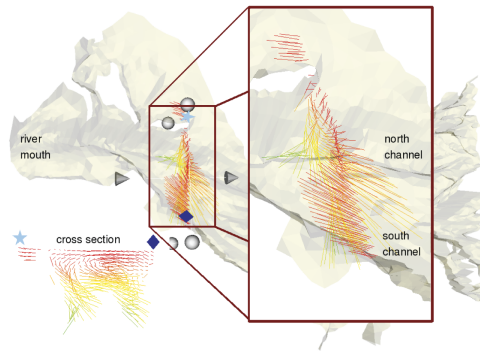 river
mouth
north
channel
south
channel
cross section